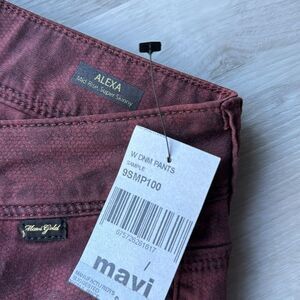 ALEXA
Mid Rise Super Skinny
W DNM PANTS
SAMPLE
9SMP100
mavi
Mavi Gold